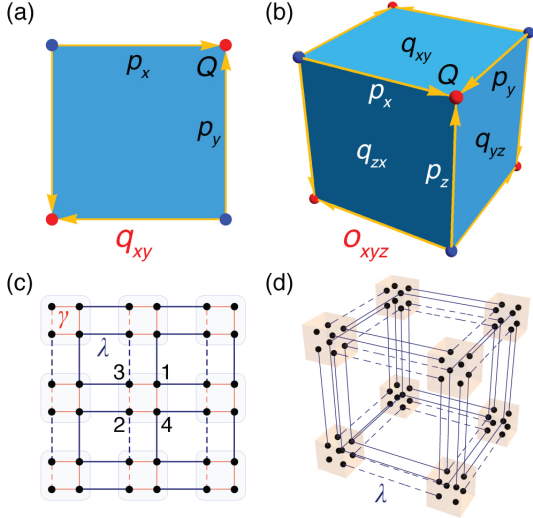 (a)
p_x
Q
p_y
q_xy
(b)
q_xy
Q
p_x
p_y
q_zx
p_z
q_yz
o_xyz
(c)
γ
λ
3
1
2
4
(d)
λ